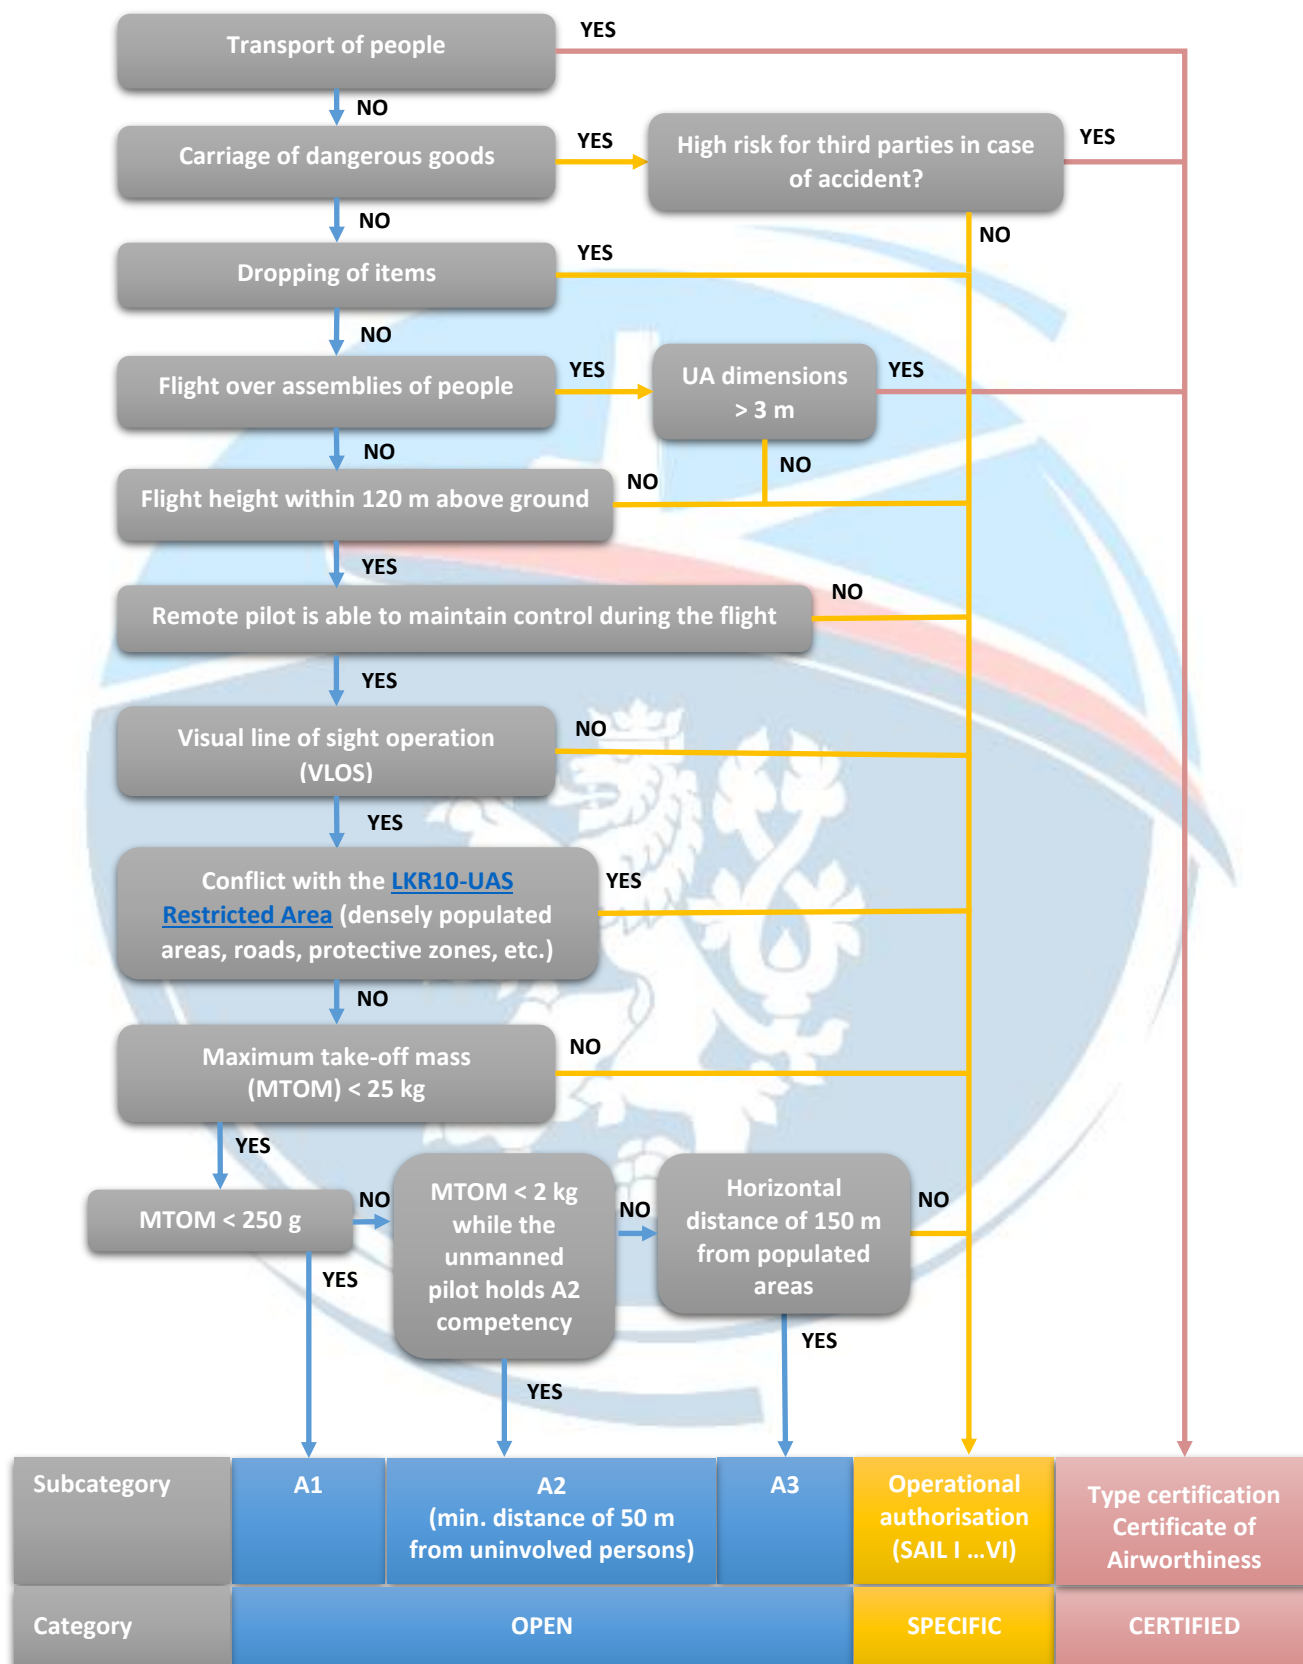 Transport of people
YES
NO
Carriage of dangerous goods
YES
High risk for third parties in case
of accident?
YES
NO
NO
Dropping of items
YES
NO
Flight over assemblies of people
YES
UA dimensions
> 3 m
YES
NO
NO
Flight height within 120 m above ground
NO
YES
Remote pilot is able to maintain control during the flight
NO
YES
Visual line of sight operation
(VLOS)
NO
YES
Conflict with the LKR10-UAS
Restricted Area (densely populated
areas, roads, protective zones, etc.)
YES
NO
Maximum take-off mass
(MTOM) < 25 kg
NO
YES
MTOM < 250 g
NO
YES
MTOM < 2 kg
while the
unmanned
pilot holds A2
competency
NO
YES
Horizontal
distance of 150 m
from populated
areas
NO
YES
Subcategory
A1
A2
(min. distance of 50 m
from uninvolved persons)
A3
Operational
authorisation
(SAIL I ...VI)
Type certification
Certificate of
Airworthiness
Category
OPEN
SPECIFIC
CERTIFIED